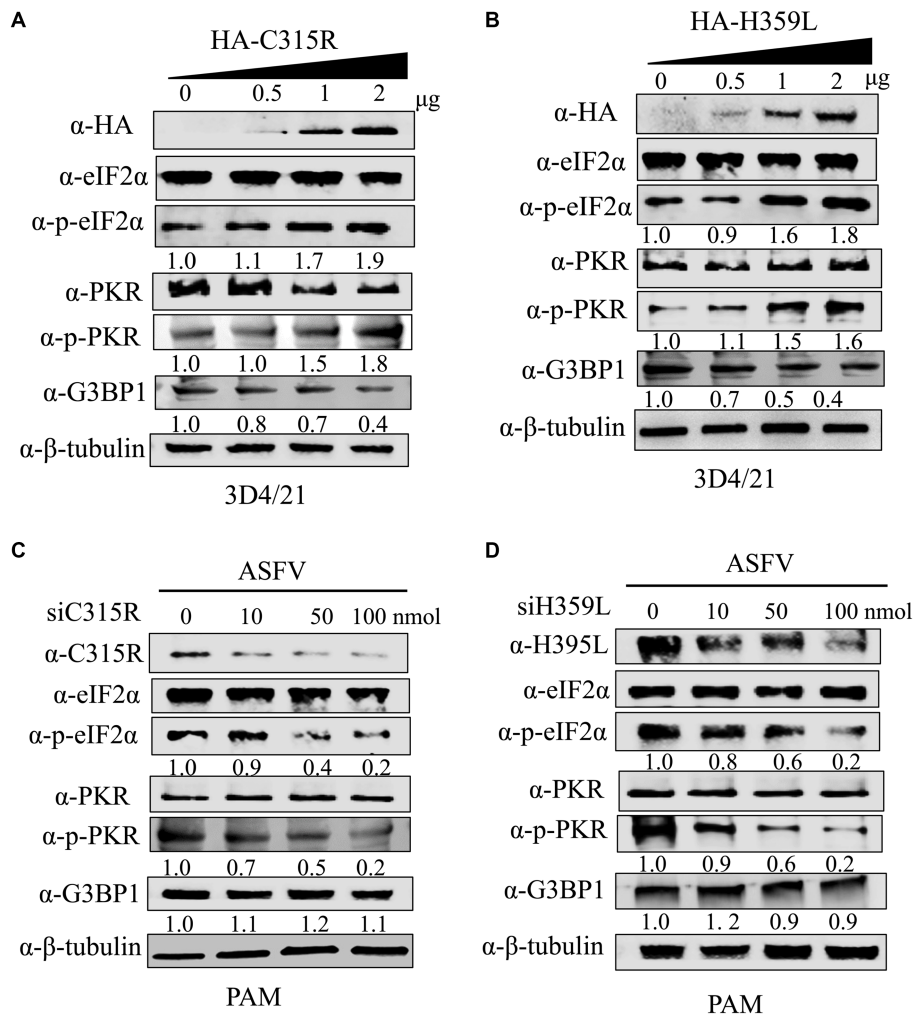 A
HA-C315R
0 0.5 1 2 μg
α-HA
α-eIF2α
α-p-eIF2α
1.0 1.1 1.7 1.9
α-PKR
α-p-PKR
1.0 1.0 1.5 1.8
α-G3BP1
1.0 0.8 0.7 0.4
α-β-tubulin
3D4/21
B
HA-H359L
0 0.5 1 2 μg
α-HA
α-eIF2α
α-p-eIF2α
1.0 0.9 1.6 1.8
α-PKR
α-p-PKR
1.0 1.1 1.5 1.6
α-G3BP1
1.0 0.7 0.5 0.4
α-β-tubulin
3D4/21
C
ASFV
siC315R 0 10 50 100 nmol
α-C315R
α-eIF2α
α-p-eIF2α
1.0 0.9 0.4 0.2
α-PKR
α-p-PKR
1.0 0.7 0.5 0.2
α-G3BP1
1.0 1.1 1.2 1.1
α-β-tubulin
PAM
D
ASFV
siH359L 0 10 50 100 nmol
α-H395L
α-eIF2α
α-p-eIF2α
1.0 0.8 0.6 0.2
α-PKR
α-p-PKR
1.0 0.9 0.6 0.2
α-G3BP1
1.0 1. 2 0.9 0.9
α-β-tubulin
PAM